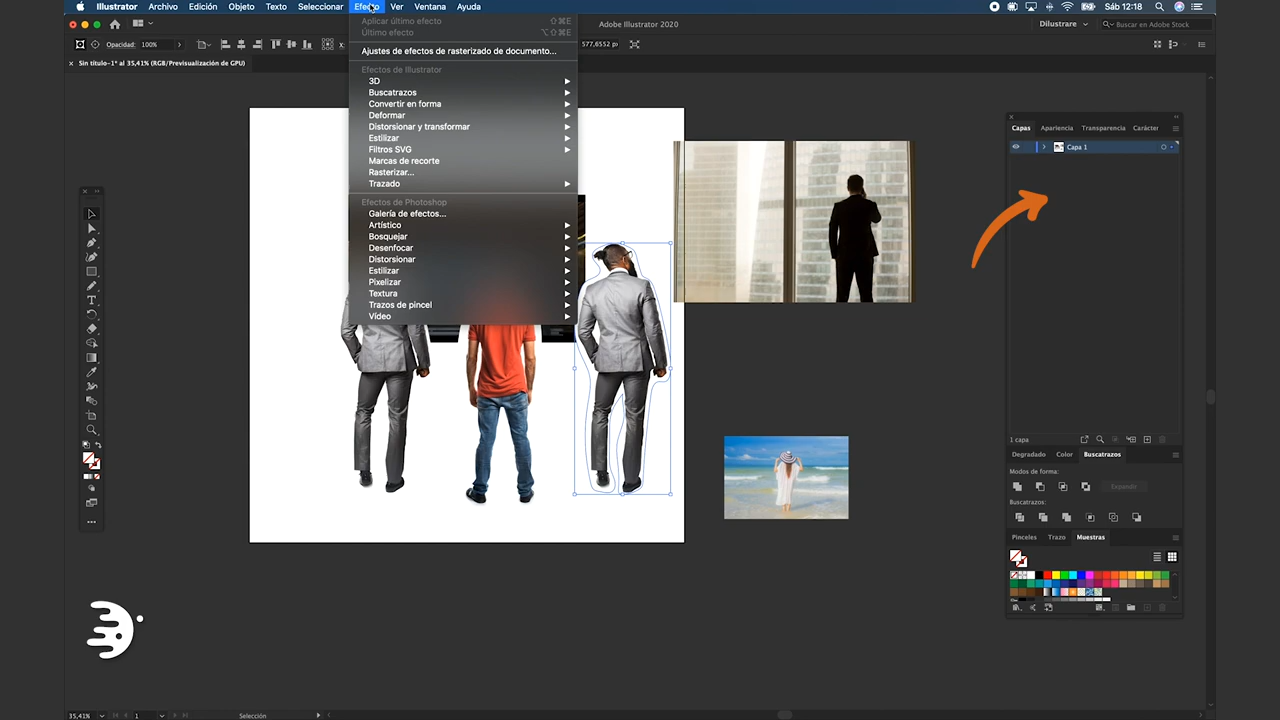 Illustrator Archivo Edición Objeto Texto Seleccionar Efecto Ver Ventana Ayuda
Sáb 12:18
Adobe Illustrator 2020
Dilustrare
Buscar en Adobe Stock
Opacidad: 100%
X:
577,6552 p
Sin título-1* al 35,41% (RGB/Previsualización de GPU)
Aplicar último efecto ⇧⌘E
Último efecto ⌥⇧⌘E
Ajustes de efectos de rasterizado de documento...
Efectos de Illustrator
3D
Buscatrazos
Convertir en forma
Deformar
Distorsionar y transformar
Estilizar
Filtros SVG
Marcas de recorte
Rasterizar...
Trazado
Efectos de Photoshop
Galería de efectos...
Artístico
Bosquejar
Desenfocar
Distorsionar
Estilizar
Pixelizar
Textura
Trazos de pincel
Vídeo
Capas Apariencia Transparencia Carácter
Capa 1
1 capa
Degradado Color Buscatrazos
Modos de forma:
Expandir
Buscatrazos:
Pinceles Trazo Muestras
35,41% 1 Selección